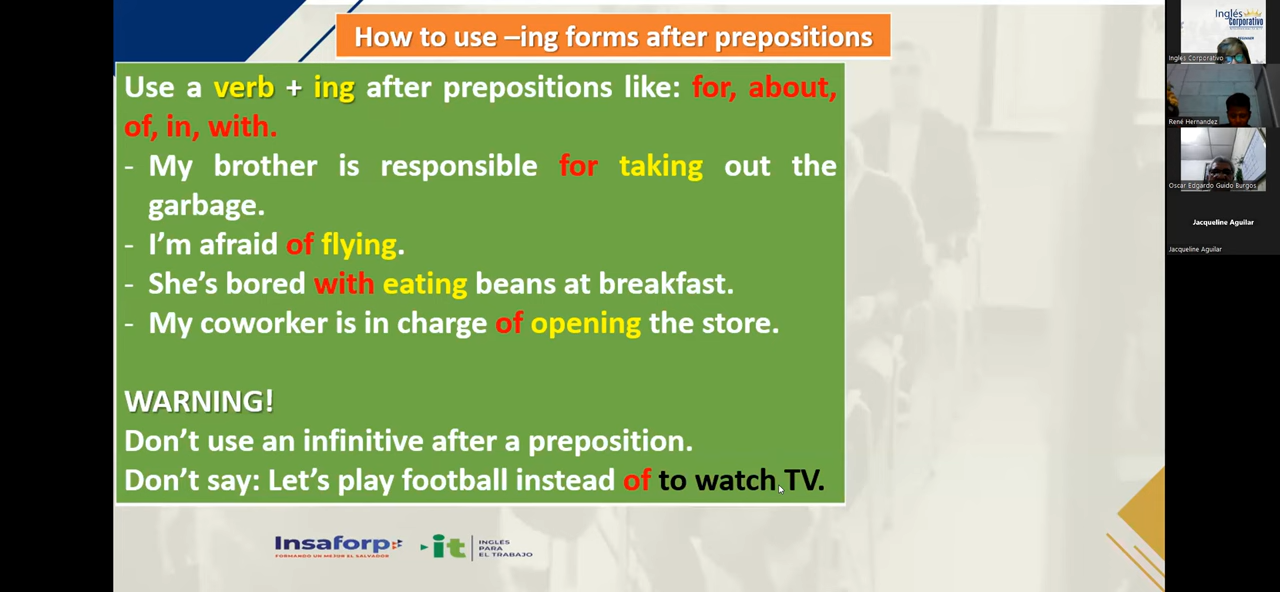 How to use –ing forms after prepositions
Use a verb + ing after prepositions like: for, about,
of, in, with.
- My brother is responsible for taking out the
garbage.
- I’m afraid of flying.
- She’s bored with eating beans at breakfast.
- My coworker is in charge of opening the store.
WARNING!
Don’t use an infinitive after a preposition.
Don’t say: Let’s play football instead of to watch TV.
Insaforp
FORMANDO UN MEJOR EL SALVADOR
it
INGLÉS
PARA
EL TRABAJO
Inglés
Corporativo
Inglés Corporativo
René Hernandez
Oscar Edgardo Guido Burgos
Jacqueline Aguilar
Jacqueline Aguilar